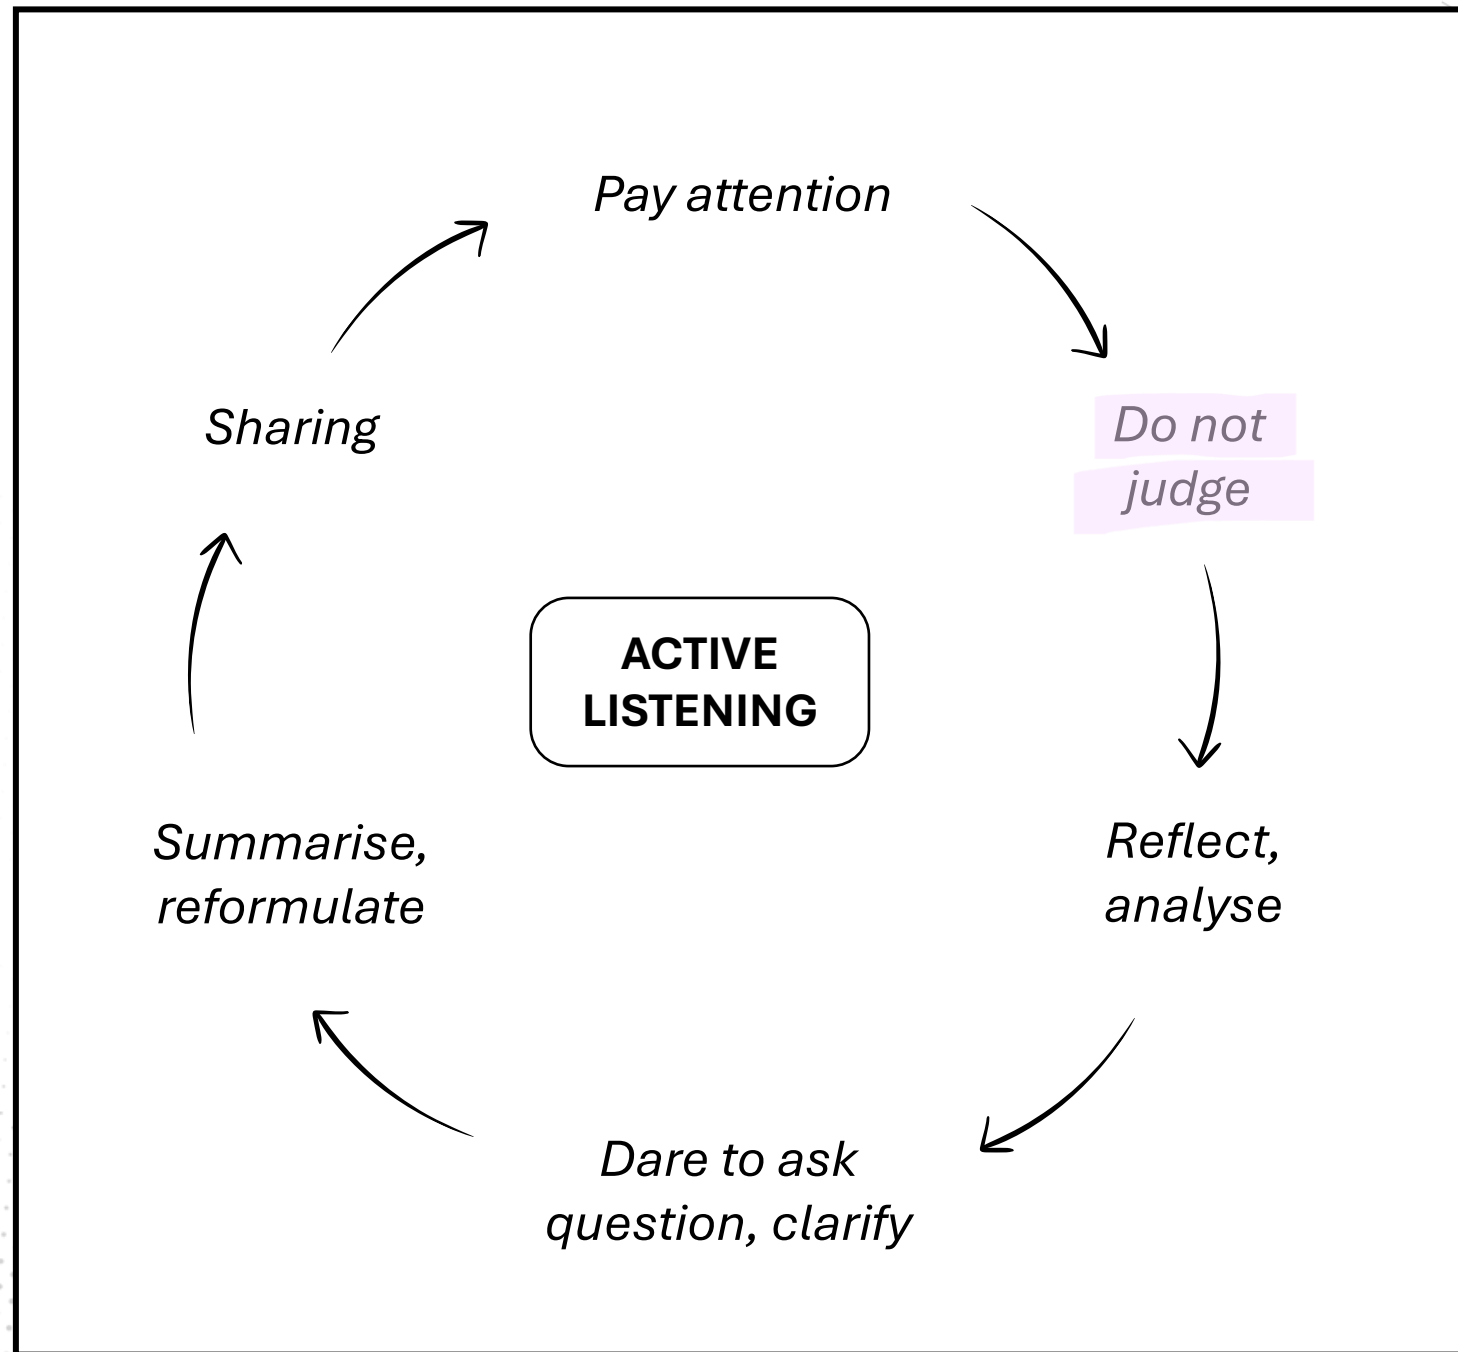 Pay attention
Sharing
Do not
judge
ACTIVE
LISTENING
Summarise,
reformulate
Reflect,
analyse
Dare to ask
question, clarify